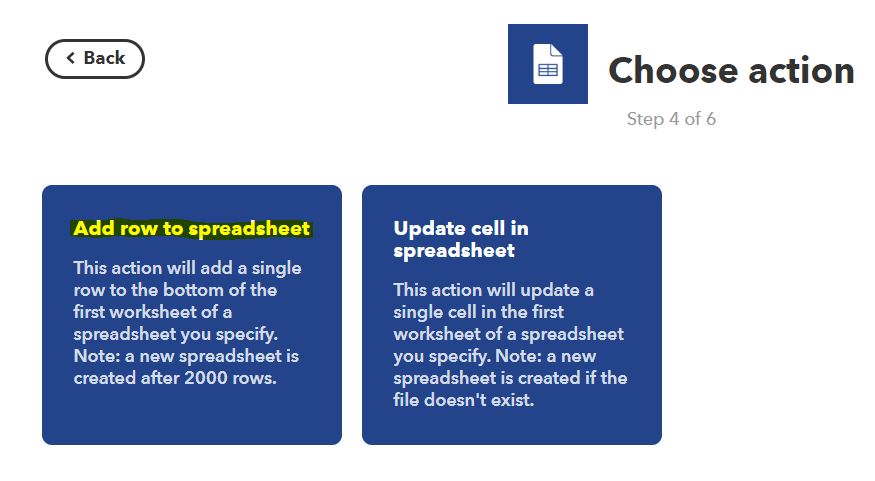 Back
Choose action
Step 4 of 6
Add row to spreadsheet
This action will add a single
row to the bottom of the
first worksheet of a
spreadsheet you specify.
Note: a new spreadsheet is
created after 2000 rows.
Update cell in
spreadsheet
This action will update a
single cell in the first
worksheet of a spreadsheet
you specify. Note: a new
spreadsheet is created if the
file doesn't exist.